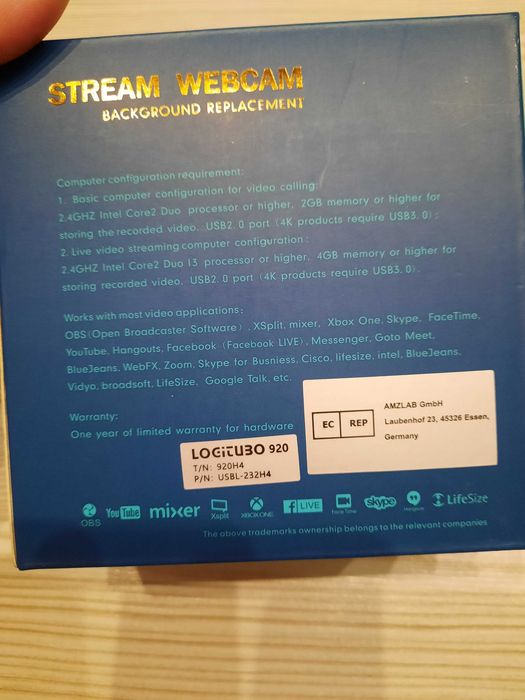 STREAM WEBCAM
BACKGROUND REPLACEMENT
Computer configuration requirement:
1. Basic computer configuration for video calling:
2.4GHZ Intel Core2 Duo processor or higher, 2GB memory or higher for
storing the recorded video, USB2.0 port (4K products require USB3.0);
2. Live video streaming computer configuration:
2.4GHZ Intel Core2 Duo I3 processor or higher, 4GB memory or higher for
storing recorded video, USB2.0 port (4K products require USB3.0).
Works with most video applications:
OBS(Open Broadcaster Software), XSplit, mixer, Xbox One, Skype, FaceTime,
YouTube, Hangouts, Facebook (Facebook LIVE), Messenger, Goto Meet,
BlueJeans, WebFX, Zoom, Skype for Busniess, Cisco, lifesize, intel, BlueJeans,
Vidyo, broadsoft, LifeSize, Google Talk, etc.
Warranty:
One year of limited warranty for hardware
LOGITUBO 920
T/N: 920H4
P/N: USBL-232H4
EC REP
AMZLAB GmbH
Laubenhof 23, 45326 Essen,
Germany
OBS YouTube mixer Xsplit XBOXONE f LIVE FaceTime skype Hangouts LifeSize
The above trademarks ownership belongs to the relevant companies